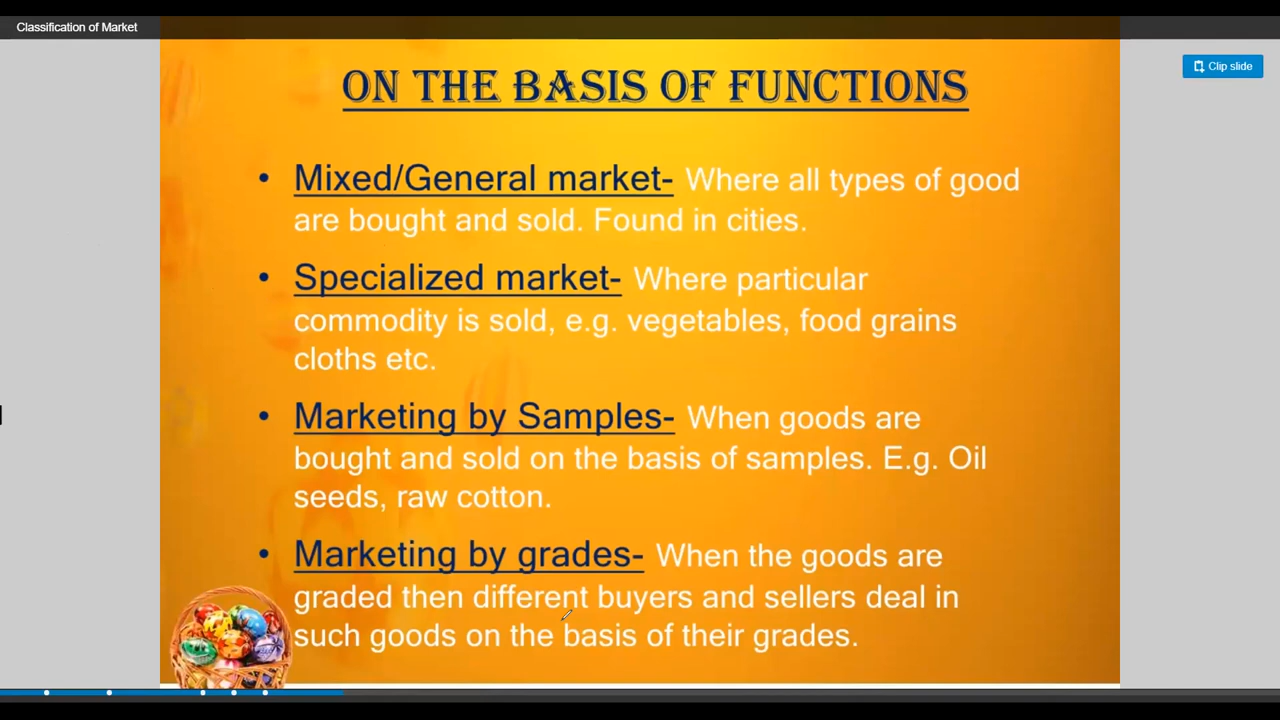 Classification of Market
Clip slide
ON THE BASIS OF FUNCTIONS
• Mixed/General market- Where all types of good
are bought and sold. Found in cities.
• Specialized market- Where particular
commodity is sold, e.g. vegetables, food grains
cloths etc.
• Marketing by Samples- When goods are
bought and sold on the basis of samples. E.g. Oil
seeds, raw cotton.
• Marketing by grades- When the goods are
graded then different buyers and sellers deal in
such goods on the basis of their grades.